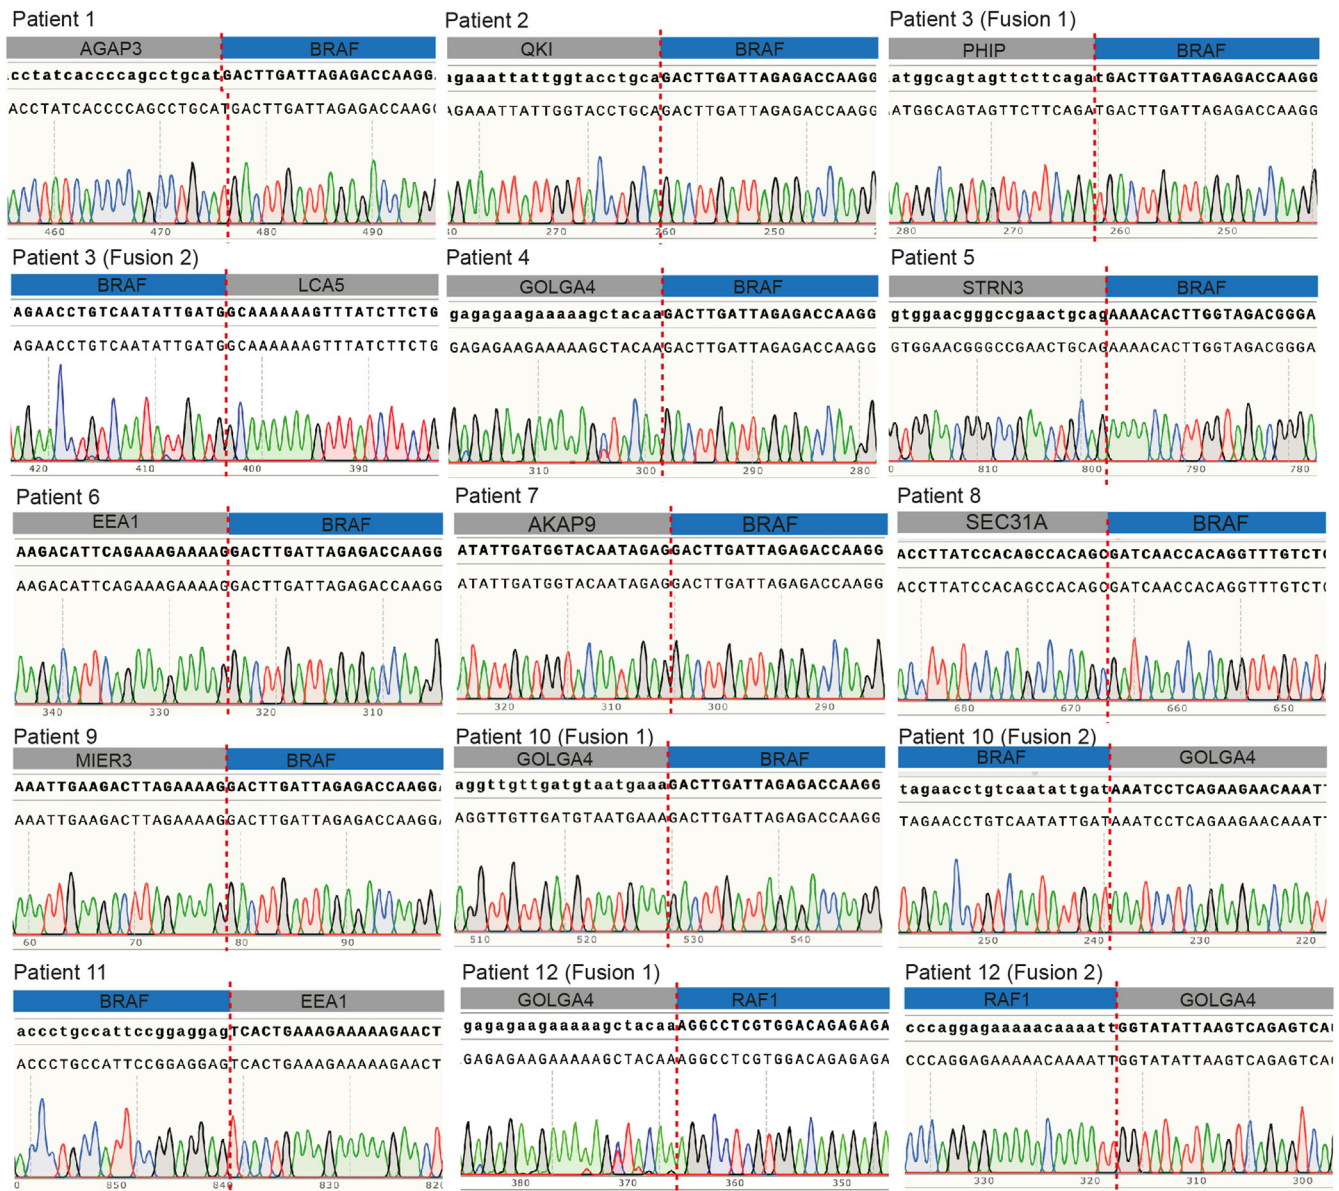 Patient 1
AGAP3 BRAF
cctatcaccccagcctgcatGACTTGATTAGAGACCAAGG
ACCTATCACCCCAGCCTGCATGACTTGATTAGAGACCAAG
460 470 480 490
Patient 2
QKI BRAF
agaaattattggtacctgcaGACTTGATTAGAGACCAAGG
AGAAATTATTGGTACCTGCAGACTTGATTAGAGACCAAGG
270 260 250
Patient 3 (Fusion 1)
PHIP BRAF
atggcagtagttcttcagatGACTTGATTAGAGACCAAGG
ATGGCAGTAGTTCTTCAGATGACTTGATTAGAGACCAAGG
280 270 260 250
Patient 3 (Fusion 2)
BRAF LCA5
AGAACCTGTCAATATTGATGGCAAAAAAGTTTATCTTCTG
AGAACCTGTCAATATTGATGGCAAAAAAGTTTATCTTCTG
420 410 400 390
Patient 4
GOLGA4 BRAF
gagagaagaaaaagctacaaGACTTGATTAGAGACCAAGG
GAGAGAAGAAAAAGCTACAAGACTTGATTAGAGACCAAGG
310 300 290 280
Patient 5
STRN3 BRAF
gtggaacgggccgaactgcagAAAACACTTGGTAGACGGGA
GTGGAACGGGCCGAACTGCAGAAAACACTTGGTAGACGGGA
810 800 790 780
Patient 6
EEA1 BRAF
AAGACATTCAGAAAGAAAAGGACTTGATTAGAGACCAAGG
AAGACATTCAGAAAGAAAAGGACTTGATTAGAGACCAAGG
340 330 320 310
Patient 7
AKAP9 BRAF
ATATTGATGGTACAATAGAGGACTTGATTAGAGACCAAGG
ATATTGATGGTACAATAGAGGACTTGATTAGAGACCAAGG
320 310 300 290
Patient 8
SEC31A BRAF
ACCTTATCCACAGCCACAGCGATCAACCACAGGTTTGTCT
ACCTTATCCACAGCCACAGCGATCAACCACAGGTTTGTCT
680 670 660 650
Patient 9
MIER3 BRAF
AAATTGAAGACTTAGAAAAGGACTTGATTAGAGACCAAGG
AAATTGAAGACTTAGAAAAGGACTTGATTAGAGACCAAGG
60 70 80 90
Patient 10 (Fusion 1)
GOLGA4 BRAF
aggttgttgatgtaatgaaaGACTTGATTAGAGACCAAGG
AGGTTGTTGATGTAATGAAAGACTTGATTAGAGACCAAGG
510 520 530 540
Patient 10 (Fusion 2)
BRAF GOLGA4
tagaacctgtcaatattgatAAATCCTCAGAAGAACAAAT
TAGAACCTGTCAATATTGATAAATCCTCAGAAGAACAAAT
250 240 230 220
Patient 11
BRAF EEA1
accctgccattccggaggagTCACTGAAAGAAAAAGAACT
ACCCTGCCATTCCGGAGGAGTCACTGAAAGAAAAAGAACT
850 840 830 820
Patient 12 (Fusion 1)
GOLGA4 RAF1
gagagaagaaaaagctacaaAGGCCTCGTGGACAGAGAGA
GAGAGAAGAAAAAGCTACAAAGGCCTCGTGGACAGAGAGA
380 370 360 350
Patient 12 (Fusion 2)
RAF1 GOLGA4
cccaggagaaaaacaaaattGGTATATTAAGTCAGAGTCA
CCCAGGAGAAAAACAAAATTGGTATATTAAGTCAGAGTCA
330 320 310 300